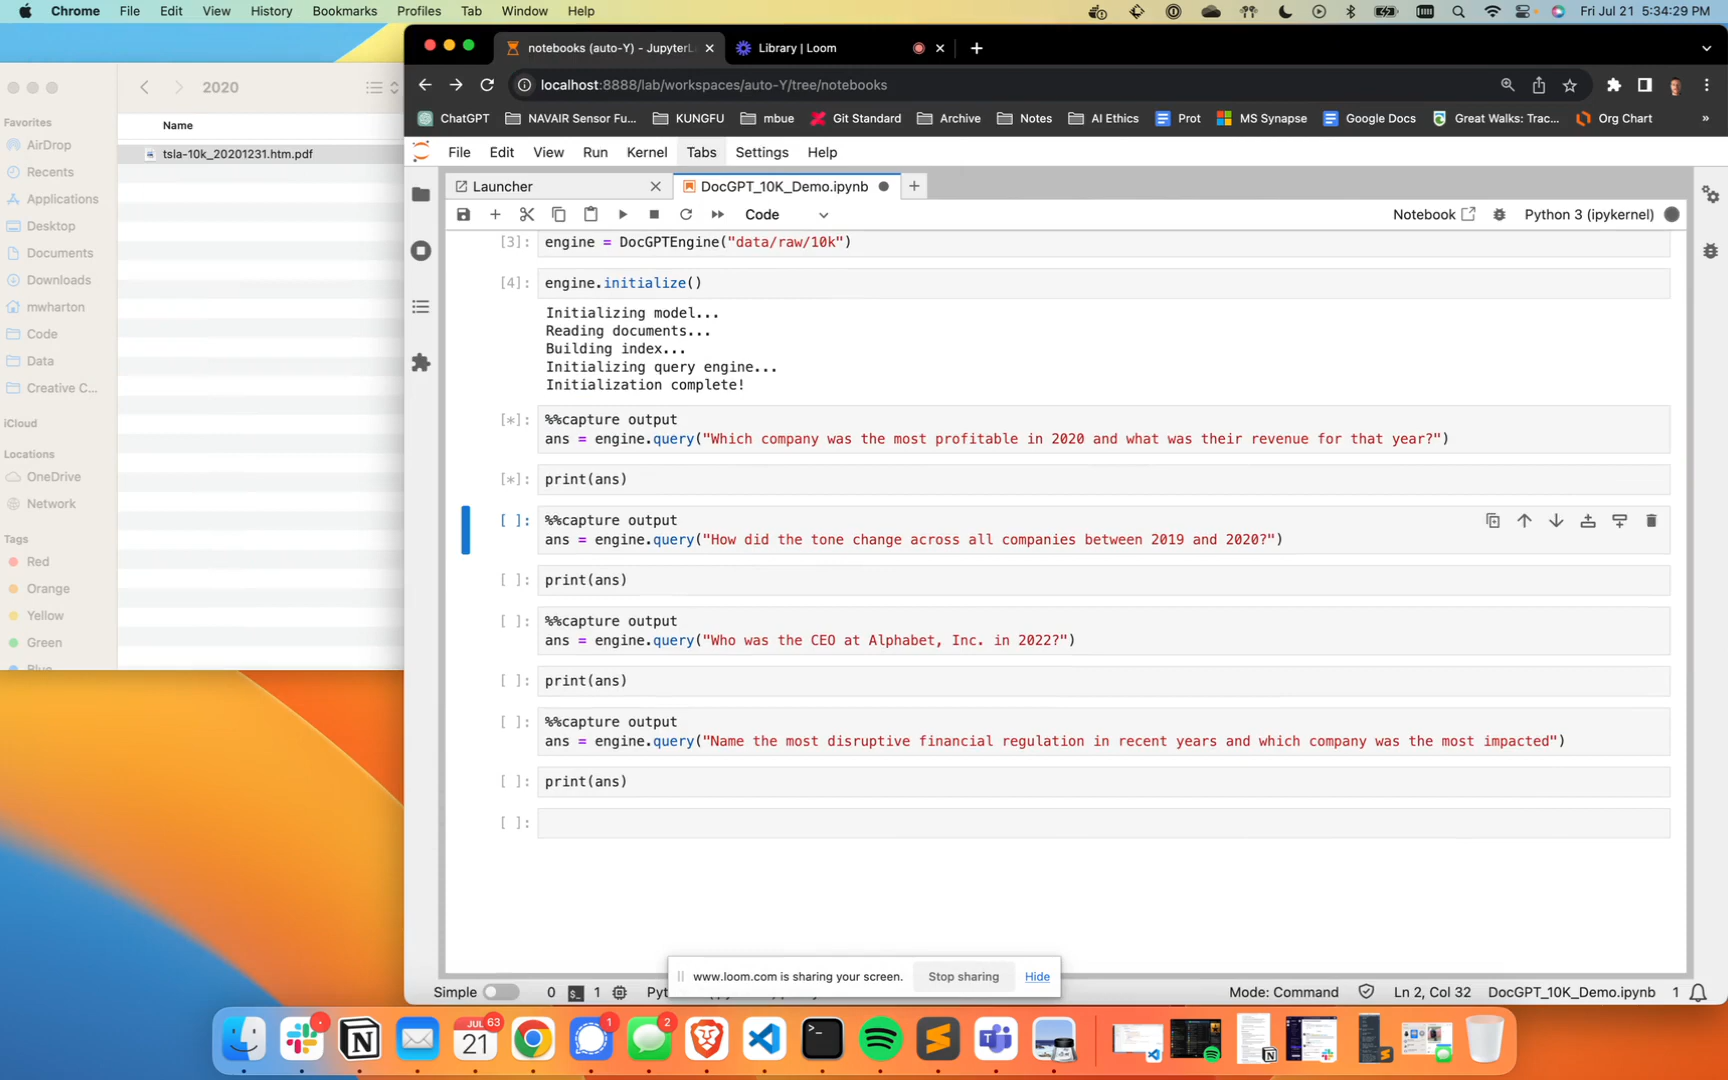 Chrome File Edit View History Bookmarks Profiles Tab Window Help Fri Jul 21 5:34:29 PM
notebooks (auto-Y) - JupyterL
Library | Loom
2020
localhost:8888/lab/workspaces/auto-Y/tree/notebooks
ChatGPT NAVAIR Sensor Fu... KUNGFU mbue Git Standard Archive Notes AI Ethics Prot MS Synapse Google Docs Great Walks: Trac... Org Chart »
Favorites
AirDrop
Recents
Applications
Desktop
Documents
Downloads
mwharton
Code
Data
Creative C...
iCloud
Locations
OneDrive
Network
Tags
Red
Orange
Yellow
Green
Blue
Name
tsla-10k_20201231.htm.pdf
File Edit View Run Kernel Tabs Settings Help
Launcher
DocGPT_10K_Demo.ipynb
Code
Notebook
Python 3 (ipykernel)
[3]: engine = DocGPTEngine("data/raw/10k")
[4]: engine.initialize()
Initializing model...
Reading documents...
Building index...
Initializing query engine...
Initialization complete!
[*]: %%capture output
ans = engine.query("Which company was the most profitable in 2020 and what was their revenue for that year?")
[*]: print(ans)
[ ]: %%capture output
ans = engine.query("How did the tone change across all companies between 2019 and 2020?")
[ ]: print(ans)
[ ]: %%capture output
ans = engine.query("Who was the CEO at Alphabet, Inc. in 2022?")
[ ]: print(ans)
[ ]: %%capture output
ans = engine.query("Name the most disruptive financial regulation in recent years and which company was the most impacted")
[ ]: print(ans)
[ ]:
www.loom.com is sharing your screen. Stop sharing Hide
Simple 0 1 Pyt
Mode: Command Ln 2, Col 32 DocGPT_10K_Demo.ipynb 1
JUL
21
63
1
2